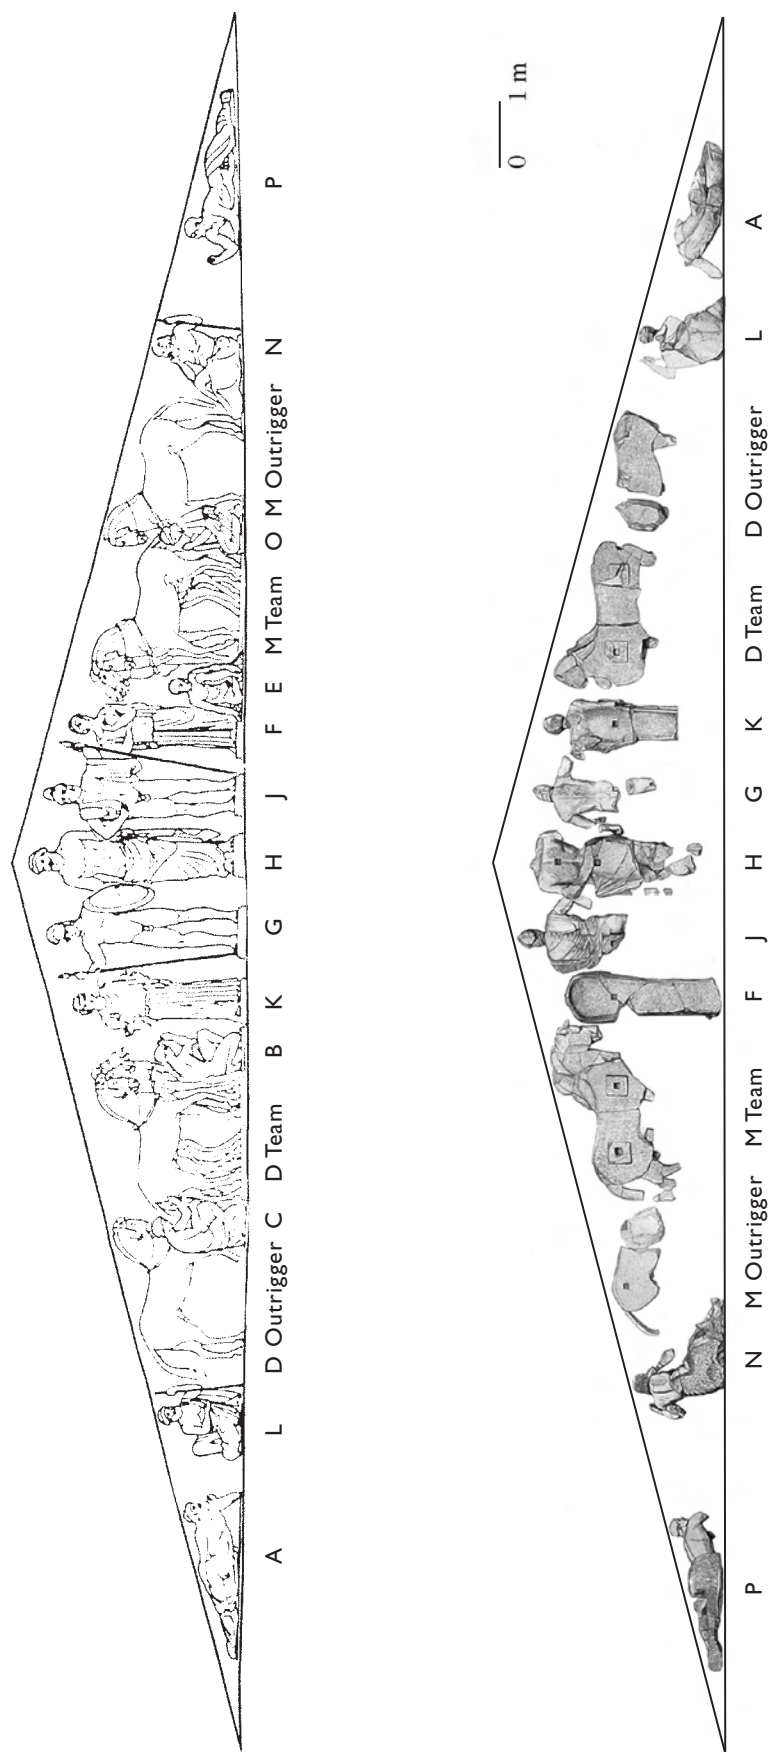 A L D Outrigger C D Team B K G H J F E M Team O M Outrigger N P
0 1 m
P N M Outrigger M Team F J H G K D Team D Outrigger L A